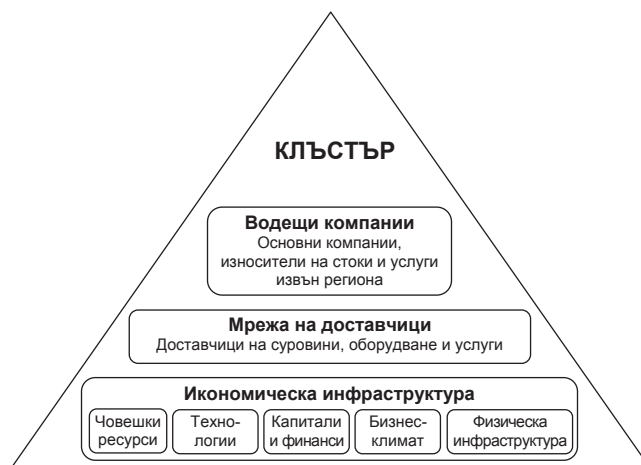 КЛЪСТЪР
Водещи компании
Основни компании,
износители на стоки и услуги
извън региона
Мрежа на доставчици
Доставчици на суровини, оборудване и услуги
Икономическа инфраструктура
Човешки
ресурси
Техно-
логии
Капитали
и финанси
Бизнес-
климат
Физическа
инфраструктура